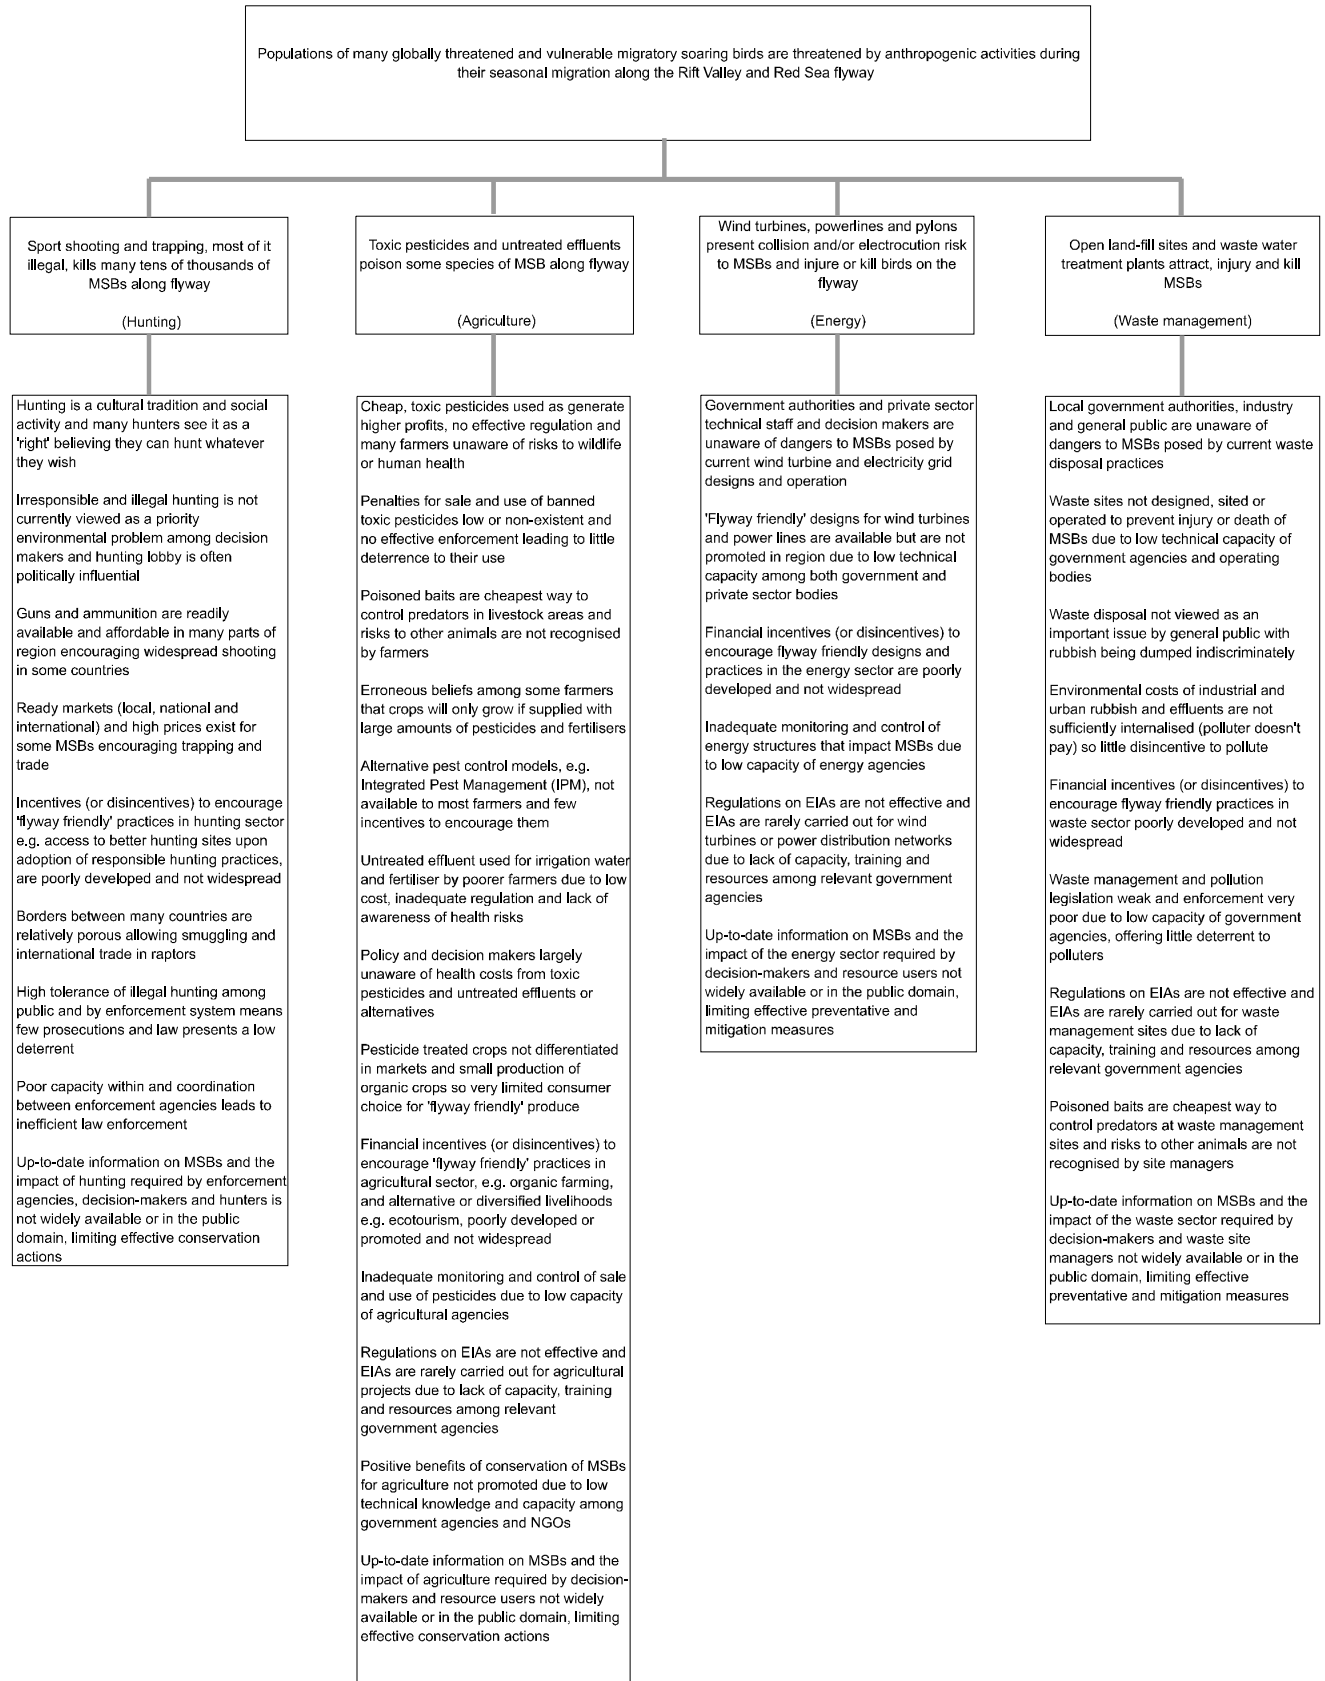 Populations of many globally threatened and vulnerable migratory soaring birds are threatened by anthropogenic activities during
their seasonal migration along the Rift Valley and Red Sea flyway
Sport shooting and trapping, most of it
illegal, kills many tens of thousands of
MSBs along flyway
(Hunting)
Toxic pesticides and untreated effluents
poison some species of MSB along flyway
(Agriculture)
Wind turbines, powerlines and pylons
present collision and/or electrocution risk
to MSBs and injure or kill birds on the
flyway
(Energy)
Open land-fill sites and waste water
treatment plants attract, injury and kill
MSBs
(Waste management)
Hunting is a cultural tradition and social
activity and many hunters see it as a
'right' believing they can hunt whatever
they wish
Irresponsible and illegal hunting is not
currently viewed as a priority
environmental problem among decision
makers and hunting lobby is often
politically influential
Guns and ammunition are readily
available and affordable in many parts of
region encouraging widespread shooting
in some countries
Ready markets (local, national and
international) and high prices exist for
some MSBs encouraging trapping and
trade
Incentives (or disincentives) to encourage
'flyway friendly' practices in hunting sector
e.g. access to better hunting sites upon
adoption of responsible hunting practices,
are poorly developed and not widespread
Borders between many countries are
relatively porous allowing smuggling and
international trade in raptors
High tolerance of illegal hunting among
public and by enforcement system means
few prosecutions and law presents a low
deterrent
Poor capacity within and coordination
between enforcement agencies leads to
inefficient law enforcement
Up-to-date information on MSBs and the
impact of hunting required by enforcement
agencies, decision-makers and hunters is
not widely available or in the public
domain, limiting effective conservation
actions
Cheap, toxic pesticides used as generate
higher profits, no effective regulation and
many farmers unaware of risks to wildlife
or human health
Penalties for sale and use of banned
toxic pesticides low or non-existent and
no effective enforcement leading to little
deterrence to their use
Poisoned baits are cheapest way to
control predators in livestock areas and
risks to other animals are not recognised
by farmers
Erroneous beliefs among some farmers
that crops will only grow if supplied with
large amounts of pesticides and fertilisers
Alternative pest control models, e.g.
Integrated Pest Management (IPM), not
available to most farmers and few
incentives to encourage them
Untreated effluent used for irrigation water
and fertiliser by poorer farmers due to low
cost, inadequate regulation and lack of
awareness of health risks
Policy and decision makers largely
unaware of health costs from toxic
pesticides and untreated effluents or
alternatives
Pesticide treated crops not differentiated
in markets and small production of
organic crops so very limited consumer
choice for 'flyway friendly' produce
Financial incentives (or disincentives) to
encourage 'flyway friendly' practices in
agricultural sector, e.g. organic farming,
and alternative or diversified livelihoods
e.g. ecotourism, poorly developed or
promoted and not widespread
Inadequate monitoring and control of sale
and use of pesticides due to low capacity
of agricultural agencies
Regulations on EIAs are not effective and
EIAs are rarely carried out for agricultural
projects due to lack of capacity, training
and resources among relevant
government agencies
Positive benefits of conservation of MSBs
for agriculture not promoted due to low
technical knowledge and capacity among
government agencies and NGOs
Up-to-date information on MSBs and the
impact of agriculture required by decision-
makers and resource users not widely
available or in the public domain, limiting
effective conservation actions
Government authorities and private sector
technical staff and decision makers are
unaware of dangers to MSBs posed by
current wind turbine and electricity grid
designs and operation
'Flyway friendly' designs for wind turbines
and power lines are available but are not
promoted in region due to low technical
capacity among both government and
private sector bodies
Financial incentives (or disincentives) to
encourage flyway friendly designs and
practices in the energy sector are poorly
developed and not widespread
Inadequate monitoring and control of
energy structures that impact MSBs due
to low capacity of energy agencies
Regulations on EIAs are not effective and
EIAs are rarely carried out for wind
turbines or power distribution networks
due to lack of capacity, training and
resources among relevant government
agencies
Up-to-date information on MSBs and the
impact of the energy sector required by
decision-makers and resource users not
widely available or in the public domain,
limiting effective preventative and
mitigation measures
Local government authorities, industry
and general public are unaware of
dangers to MSBs posed by current waste
disposal practices
Waste sites not designed, sited or
operated to prevent injury or death of
MSBs due to low technical capacity of
government agencies and operating
bodies
Waste disposal not viewed as an
important issue by general public with
rubbish being dumped indiscriminately
Environmental costs of industrial and
urban rubbish and effluents are not
sufficiently internalised (polluter doesn't
pay) so little disincentive to pollute
Financial incentives (or disincentives) to
encourage flyway friendly practices in
waste sector poorly developed and not
widespread
Waste management and pollution
legislation weak and enforcement very
poor due to low capacity of government
agencies, offering little deterrent to
polluters
Regulations on EIAs are not effective and
EIAs are rarely carried out for waste
management sites due to lack of
capacity, training and resources among
relevant government agencies
Poisoned baits are cheapest way to
control predators at waste management
sites and risks to other animals are not
recognised by site managers
Up-to-date information on MSBs and the
impact of the waste sector required by
decision-makers and waste site
managers not widely available or in the
public domain, limiting effective
preventative and mitigation measures